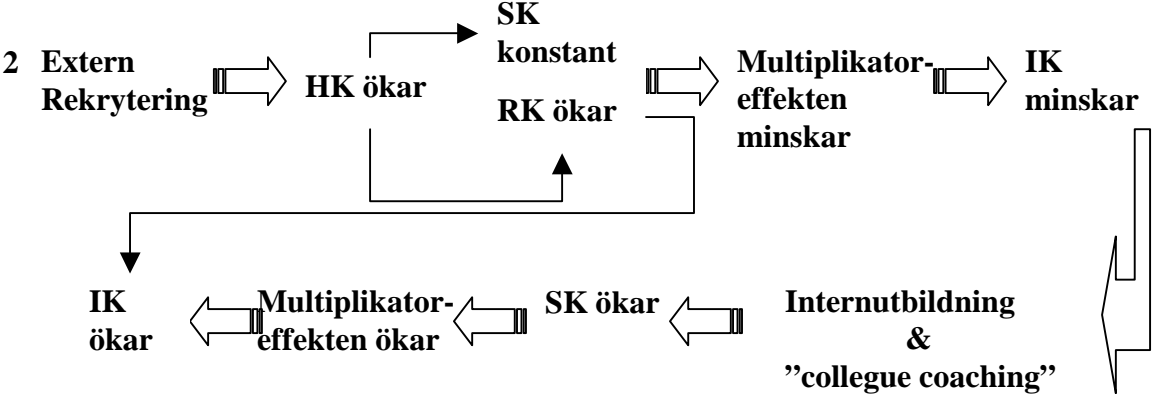 2 Extern
Rekrytering
HK ökar
SK
konstant
RK ökar
Multiplikator-
effekten
minskar
IK
minskar
IK
ökar
Multiplikator-
effekten ökar
SK ökar
Internutbildning
&
”collegue coaching”